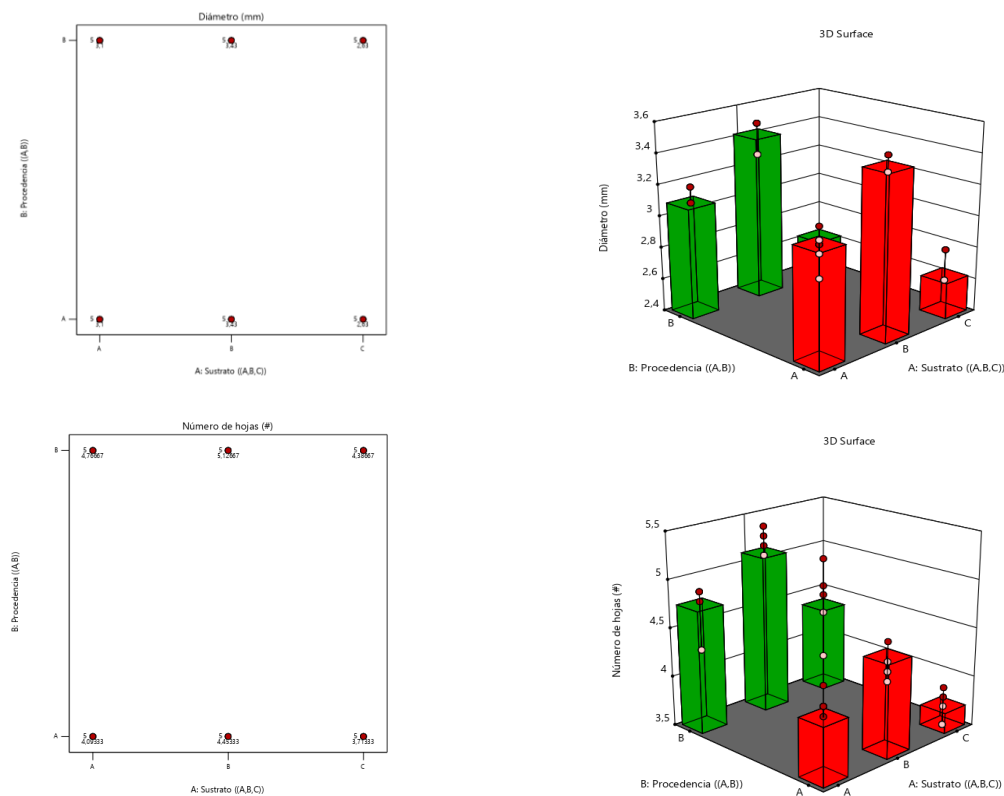 Diámetro (mm)
B
5
5
5
3,1
3,43
2,63
B: Procedencia ((A,B))
A
5
5
5
3,1
3,43
2,63
A
B
C
A: Sustrato ((A,B,C))
3D Surface
3,6
3,4
3,2
3
2,8
2,6
2,4
Diámetro (mm)
B
A
A
B
C
B: Procedencia ((A,B))
A: Sustrato ((A,B,C))
Número de hojas (#)
B
5
5
5
4,76667
5,12667
4,38667
B: Procedencia ((A,B))
A
5
5
5
4,09333
4,45333
3,71333
A
B
C
A: Sustrato ((A,B,C))
3D Surface
5,5
5
4,5
4
3,5
Número de hojas (#)
B
A
A
B
C
B: Procedencia ((A,B))
A: Sustrato ((A,B,C))